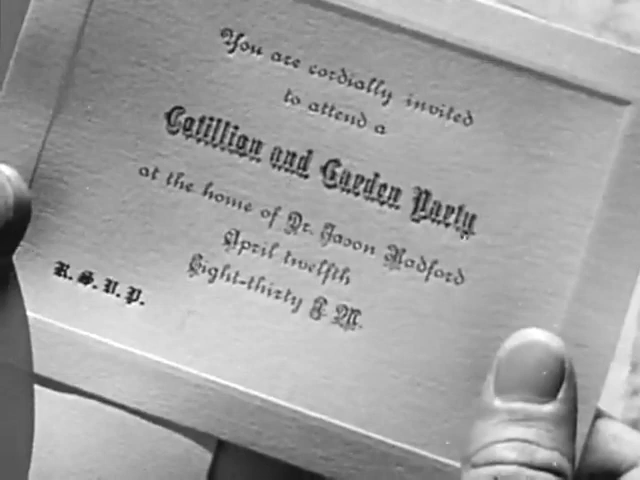 You are cordially invited
to attend a
Cotillion and Garden Party
at the home of Dr. Jason Radford
April twelfth
Eight-thirty P. M.
R. S. V. P.